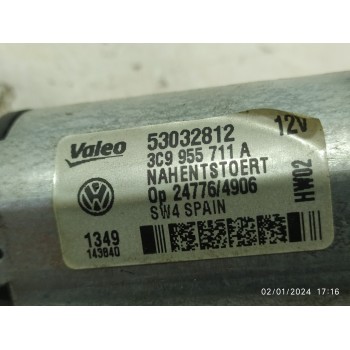 Valeo 53032812 12V
3C9 955 711 A
NAHENTSTOERT
Op 24776/4906 HW02
SW4 SPAIN
1349
143840
02/01/2024 17:16